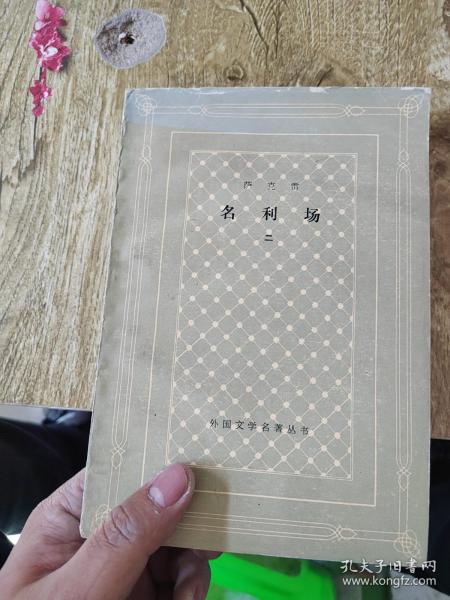 萨克雷
名利场
二
外国文学名著丛书
孔夫子旧书网
www.kongfz.com